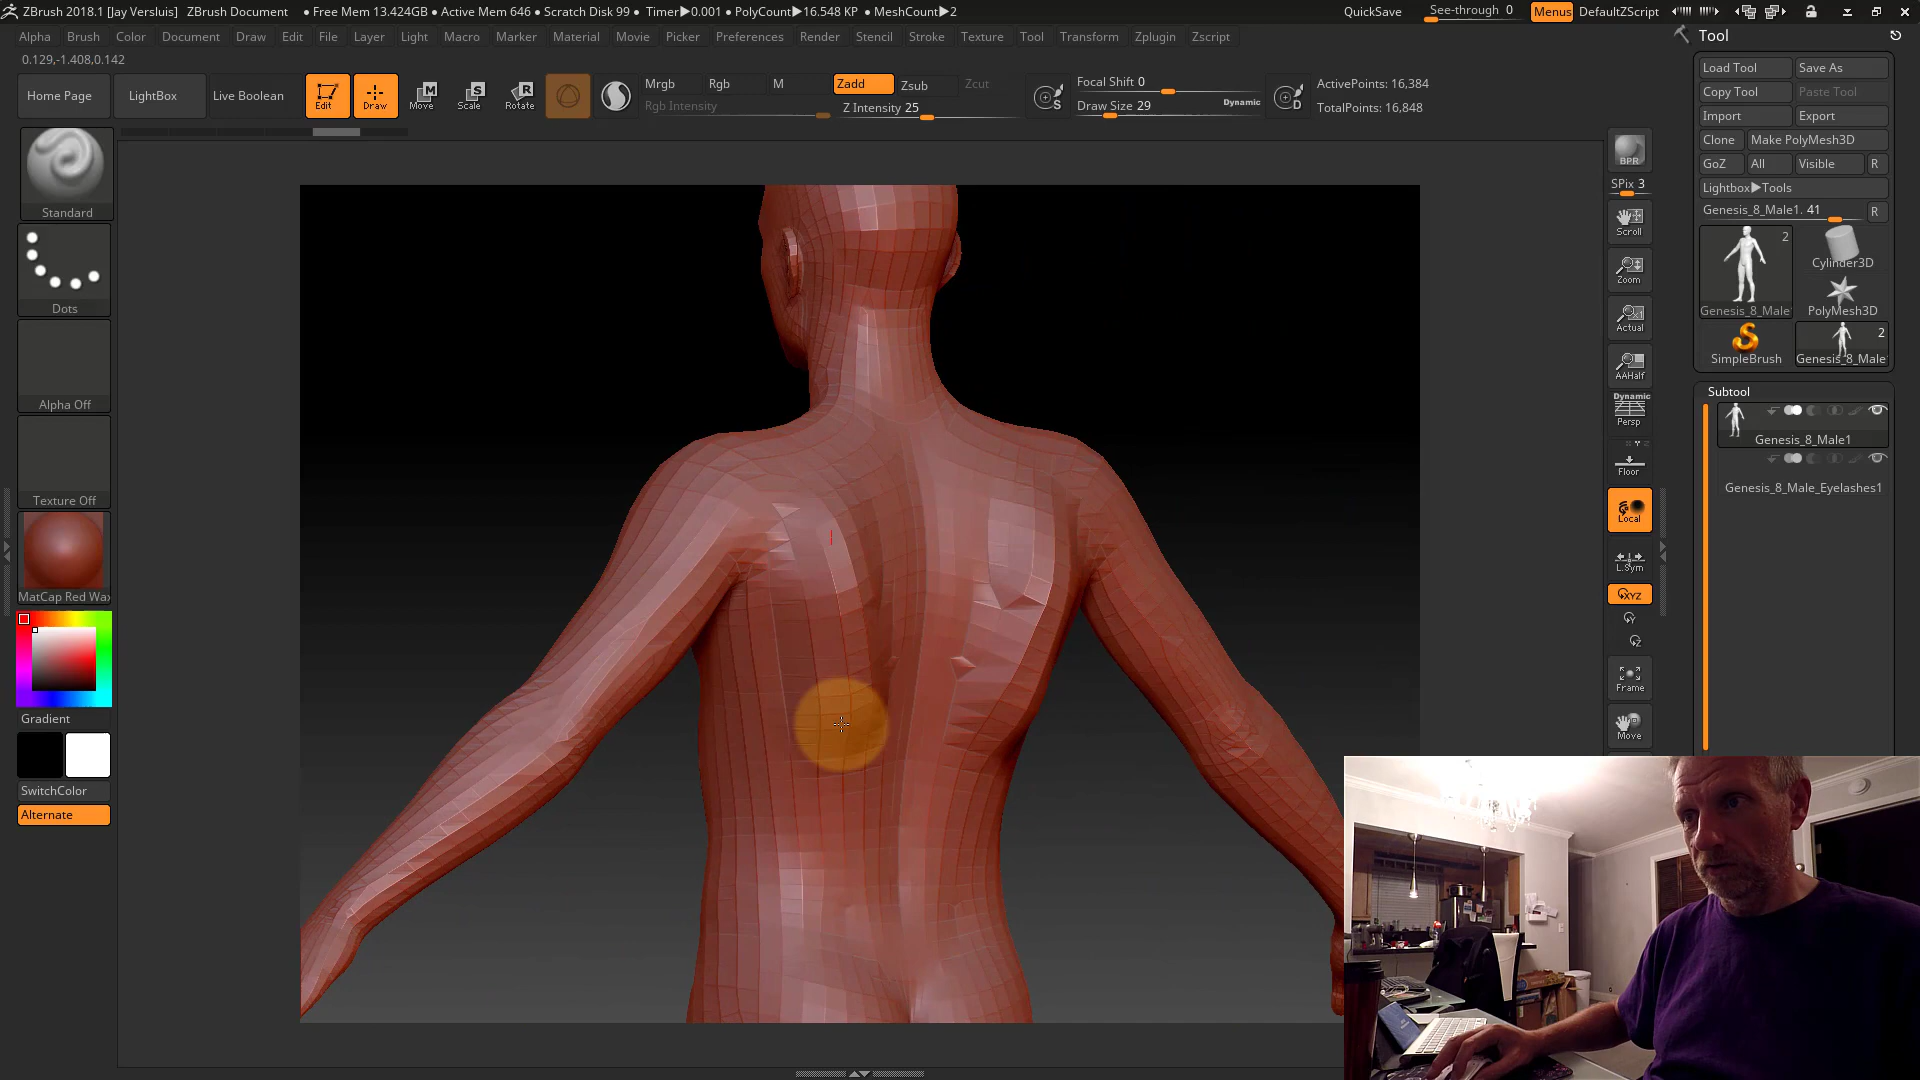 ZBrush 2018.1 [Jay Versluis] ZBrush Document ● Free Mem 13.424GB ● Active Mem 646 ● Scratch Disk 99 ● Timer▶0.001 ● PolyCount▶16.548 KP ● MeshCount▶2 QuickSave See-through 0 Menus DefaultZScript
Alpha Brush Color Document Draw Edit File Layer Light Macro Marker Material Movie Picker Preferences Render Stencil Stroke Texture Tool Transform Zplugin Zscript
Tool
0.129,-1.408,0.142
Home Page LightBox Live Boolean Edit Draw Move Scale Rotate
Mrgb Rgb M Zadd Zsub Zcut
Rgb Intensity Z Intensity 25
Focal Shift 0
Draw Size 29 Dynamic
ActivePoints: 16,384
TotalPoints: 16,848
Standard
Dots
Alpha Off
Texture Off
MatCap Red Wax
Gradient
SwitchColor
Alternate
BPR
SPix 3
Scroll
Zoom
Actual
AAHalf
Dynamic
Persp
Floor
Local
L.Sym
XYZ
Y
Z
Frame
Move
Load Tool Save As
Copy Tool Paste Tool
Import Export
Clone Make PolyMesh3D
GoZ All Visible R
Lightbox▶Tools
Genesis_8_Male1. 41 R
2
Cylinder3D
Genesis_8_Male PolyMesh3D
2
SimpleBrush Genesis_8_Male
Subtool
Genesis_8_Male1
Genesis_8_Male_Eyelashes1